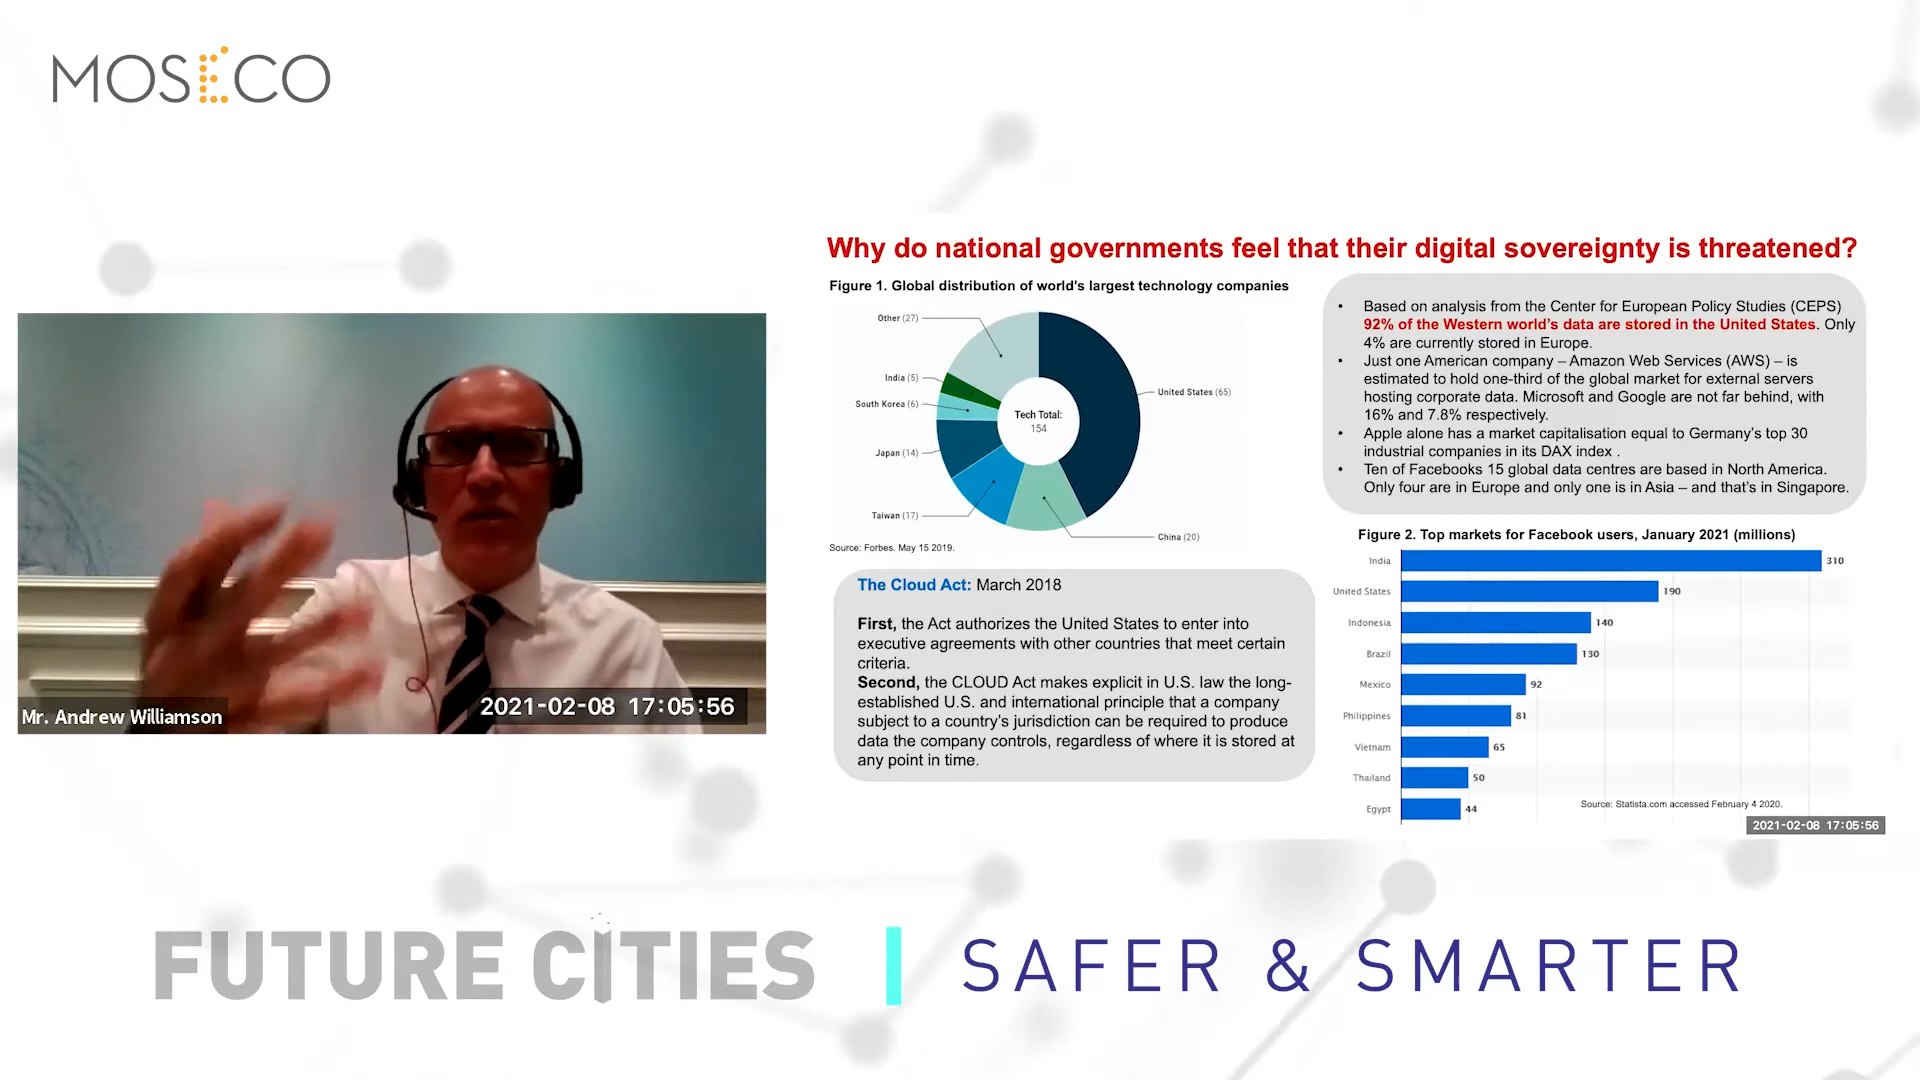 MOSECO
Why do national governments feel that their digital sovereignty is threatened?
Figure 1. Global distribution of world's largest technology companies
Other (27)
India (5)
South Korea (6)
Japan (14)
Taiwan (17)
United States (65)
China (20)
Tech Total:
154
Source: Forbes. May 15 2019.
The Cloud Act: March 2018
First, the Act authorizes the United States to enter into
executive agreements with other countries that meet certain
criteria.
Second, the CLOUD Act makes explicit in U.S. law the long-
established U.S. and international principle that a company
subject to a country's jurisdiction can be required to produce
data the company controls, regardless of where it is stored at
any point in time.
• Based on analysis from the Center for European Policy Studies (CEPS)
92% of the Western world's data are stored in the United States. Only
4% are currently stored in Europe.
• Just one American company – Amazon Web Services (AWS) – is
estimated to hold one-third of the global market for external servers
hosting corporate data. Microsoft and Google are not far behind, with
16% and 7.8% respectively.
• Apple alone has a market capitalisation equal to Germany's top 30
industrial companies in its DAX index .
• Ten of Facebooks 15 global data centres are based in North America.
Only four are in Europe and only one is in Asia – and that's in Singapore.
Figure 2. Top markets for Facebook users, January 2021 (millions)
India 310
United States 190
Indonesia 140
Brazil 130
Mexico 92
Philippines 81
Vietnam 65
Thailand 50
Egypt 44
Source: Statista.com accessed February 4 2020.
2021-02-08 17:05:56
Mr. Andrew Williamson
2021-02-08 17:05:56
FUTURE CITIES | SAFER & SMARTER